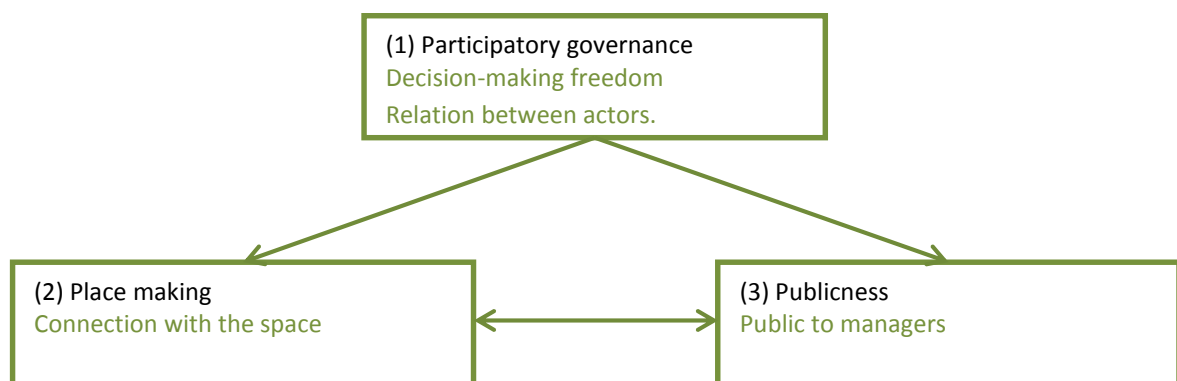 (1) Participatory governance
Decision-making freedom
Relation between actors.
(2) Place making
Connection with the space
(3) Publicness
Public to managers